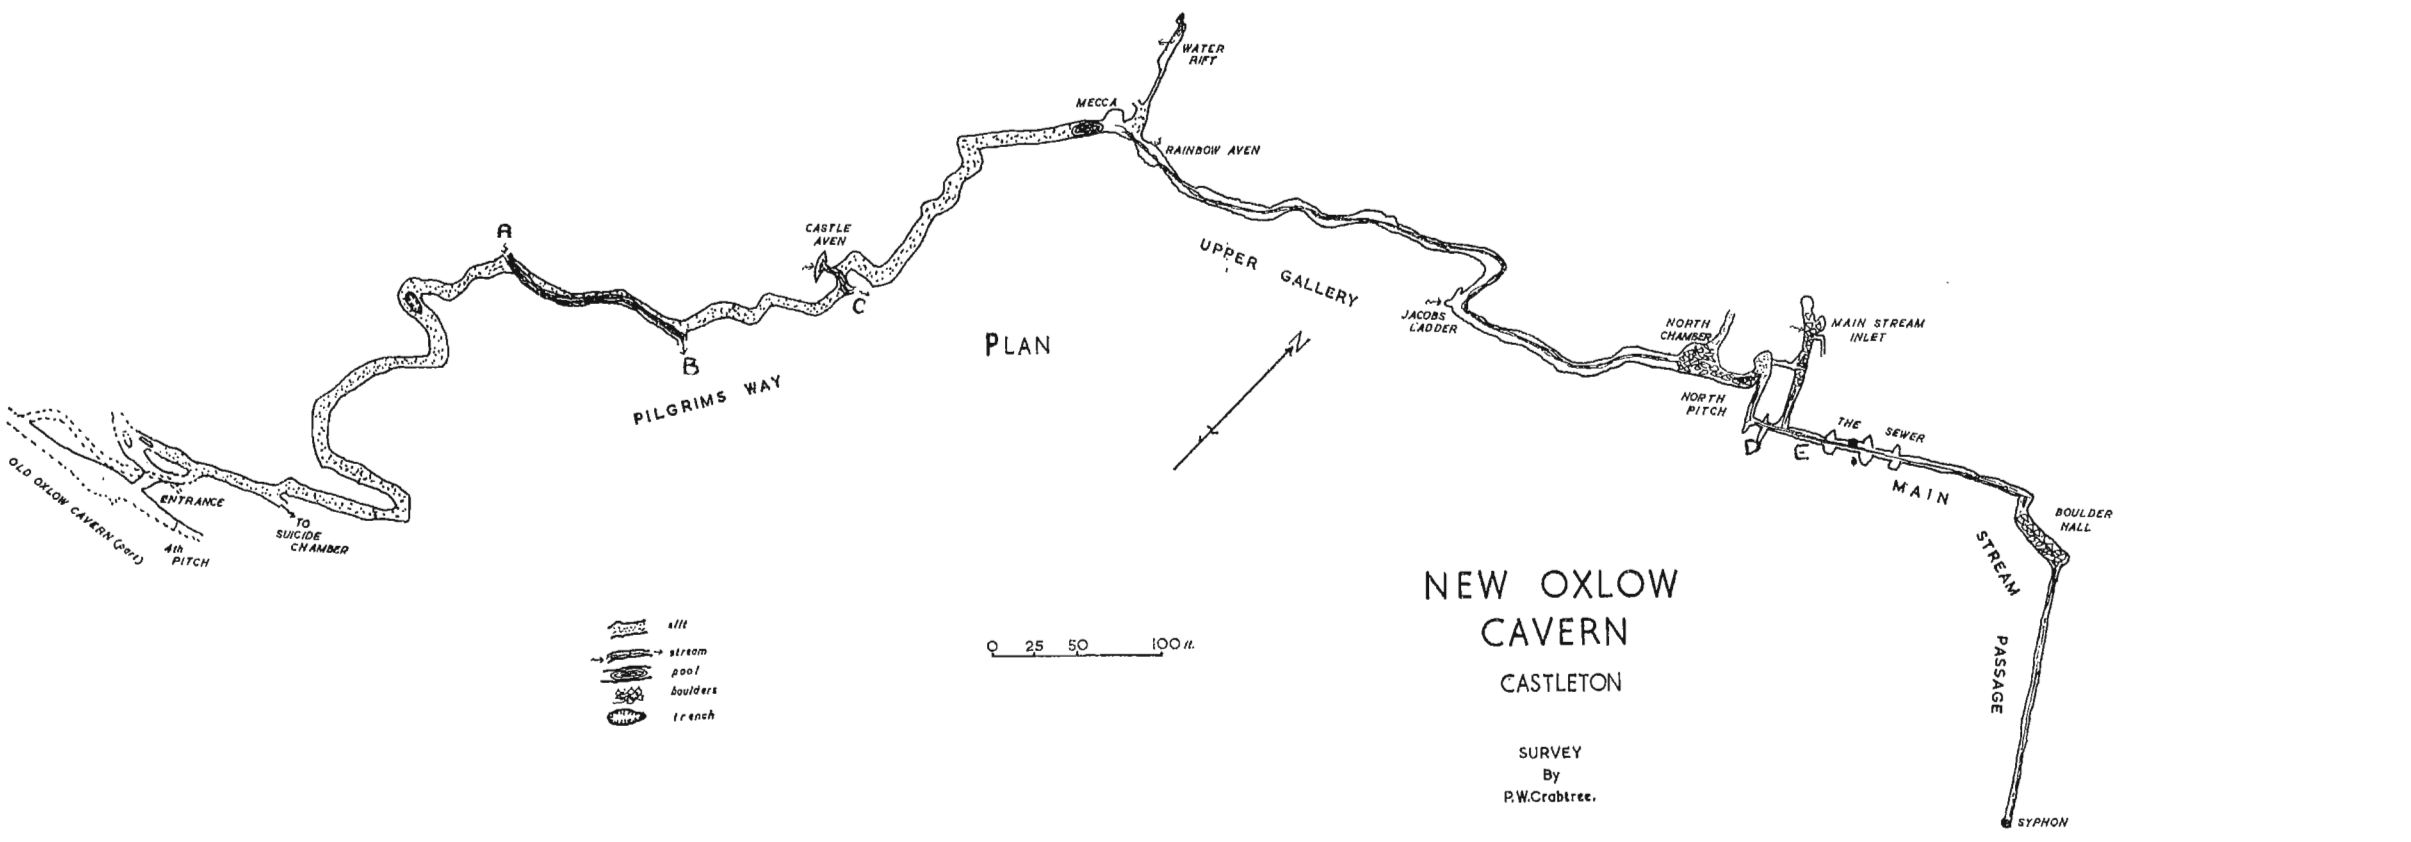 WATER
RIFT
MECCA
RAINBOW AVEN
A
CASTLE
AVEN
C
B
PILGRIMS WAY
UPPER GALLERY
PLAN
N
JACOBS
LADDER
NORTH
CHAMBER
MAIN STREAM
INLET
NORTH
PITCH
D
E
THE SEWER
MAIN STREAM PASSAGE
BOULDER
HALL
SYPHON
OLD OXLOW CAVERN (part)
ENTRANCE
4th
PITCH
TO
SUICIDE
CHAMBER
silt
stream
pool
boulders
trench
0 25 50 100 ft.
NEW OXLOW
CAVERN
CASTLETON
SURVEY
By
P.W.Crabtree.